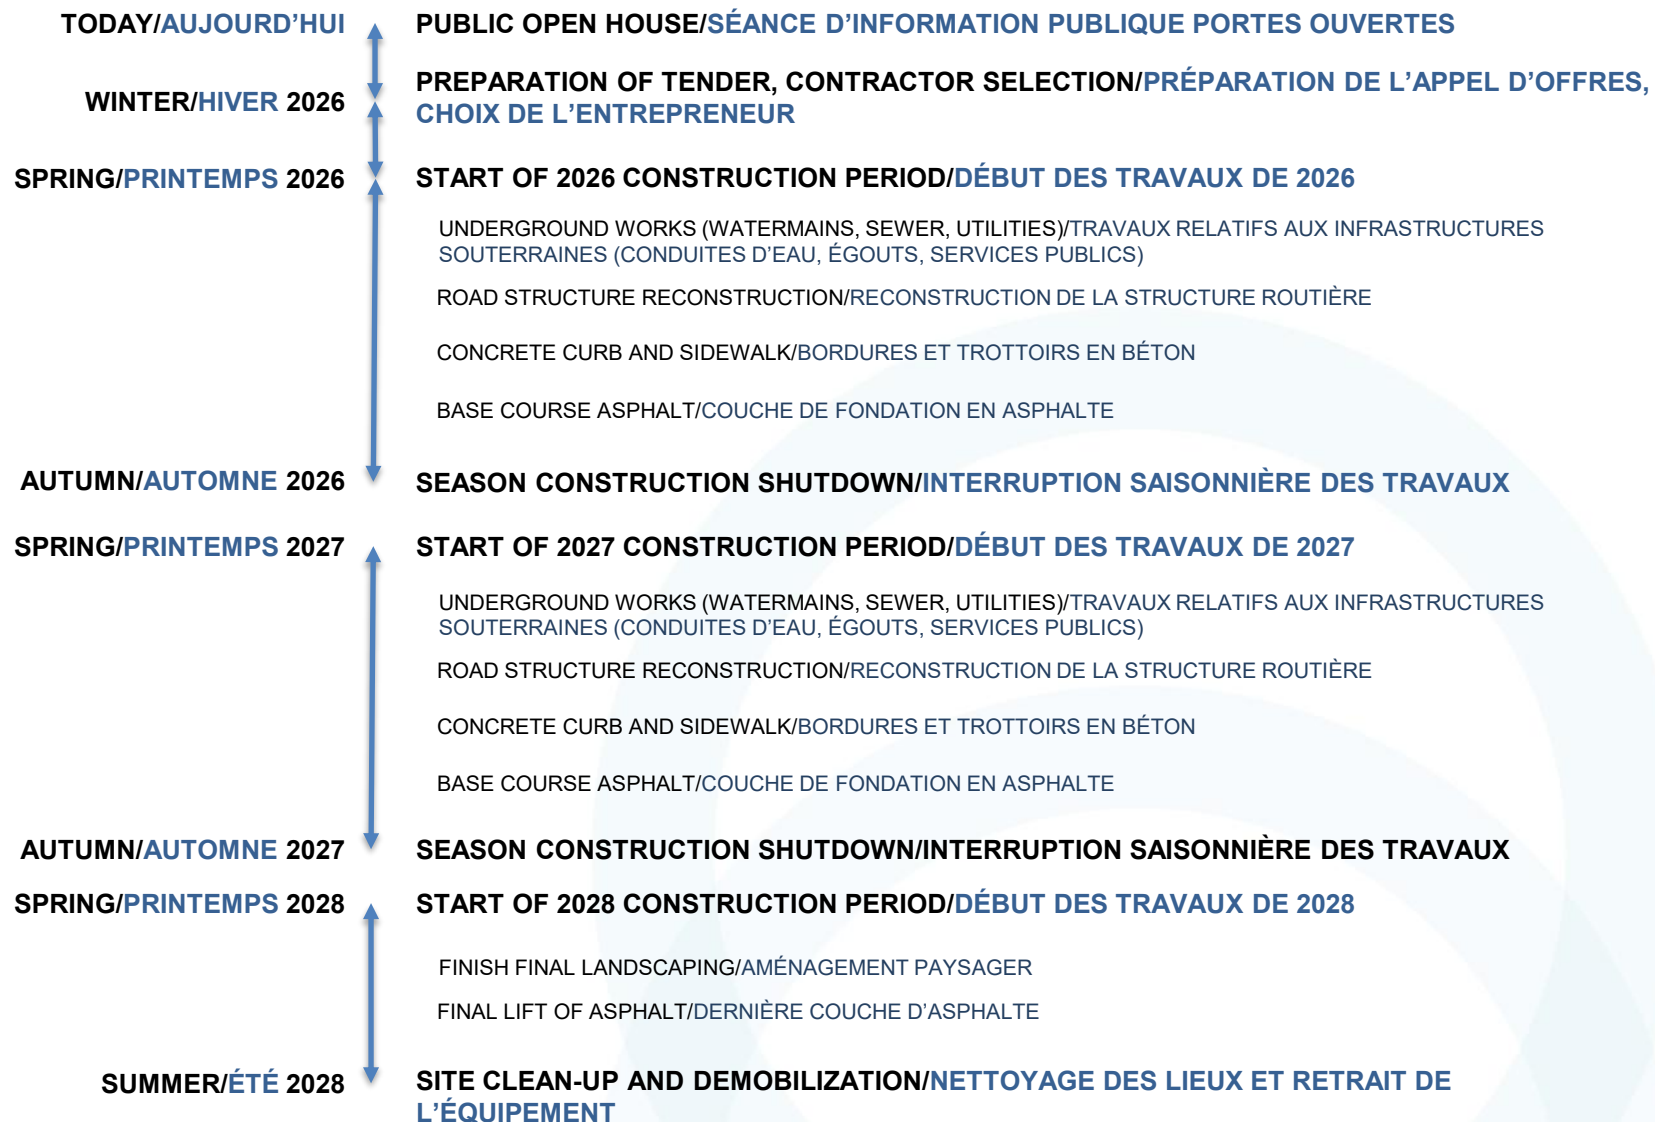 TODAY/AUJOURD’HUI PUBLIC OPEN HOUSE/SÉANCE D’INFORMATION PUBLIQUE PORTES OUVERTES
WINTER/HIVER 2026 PREPARATION OF TENDER, CONTRACTOR SELECTION/PRÉPARATION DE L’APPEL D’OFFRES,
CHOIX DE L’ENTREPRENEUR
SPRING/PRINTEMPS 2026 START OF 2026 CONSTRUCTION PERIOD/DÉBUT DES TRAVAUX DE 2026
UNDERGROUND WORKS (WATERMAINS, SEWER, UTILITIES)/TRAVAUX RELATIFS AUX INFRASTRUCTURES
SOUTERRAINES (CONDUITES D’EAU, ÉGOUTS, SERVICES PUBLICS)
ROAD STRUCTURE RECONSTRUCTION/RECONSTRUCTION DE LA STRUCTURE ROUTIÈRE
CONCRETE CURB AND SIDEWALK/BORDURES ET TROTTOIRS EN BÉTON
BASE COURSE ASPHALT/COUCHE DE FONDATION EN ASPHALTE
AUTUMN/AUTOMNE 2026 SEASON CONSTRUCTION SHUTDOWN/INTERRUPTION SAISONNIÈRE DES TRAVAUX
SPRING/PRINTEMPS 2027 START OF 2027 CONSTRUCTION PERIOD/DÉBUT DES TRAVAUX DE 2027
UNDERGROUND WORKS (WATERMAINS, SEWER, UTILITIES)/TRAVAUX RELATIFS AUX INFRASTRUCTURES
SOUTERRAINES (CONDUITES D’EAU, ÉGOUTS, SERVICES PUBLICS)
ROAD STRUCTURE RECONSTRUCTION/RECONSTRUCTION DE LA STRUCTURE ROUTIÈRE
CONCRETE CURB AND SIDEWALK/BORDURES ET TROTTOIRS EN BÉTON
BASE COURSE ASPHALT/COUCHE DE FONDATION EN ASPHALTE
AUTUMN/AUTOMNE 2027 SEASON CONSTRUCTION SHUTDOWN/INTERRUPTION SAISONNIÈRE DES TRAVAUX
SPRING/PRINTEMPS 2028 START OF 2028 CONSTRUCTION PERIOD/DÉBUT DES TRAVAUX DE 2028
FINISH FINAL LANDSCAPING/AMÉNAGEMENT PAYSAGER
FINAL LIFT OF ASPHALT/DERNIÈRE COUCHE D’ASPHALTE
SUMMER/ÉTÉ 2028 SITE CLEAN-UP AND DEMOBILIZATION/NETTOYAGE DES LIEUX ET RETRAIT DE
L’ÉQUIPEMENT